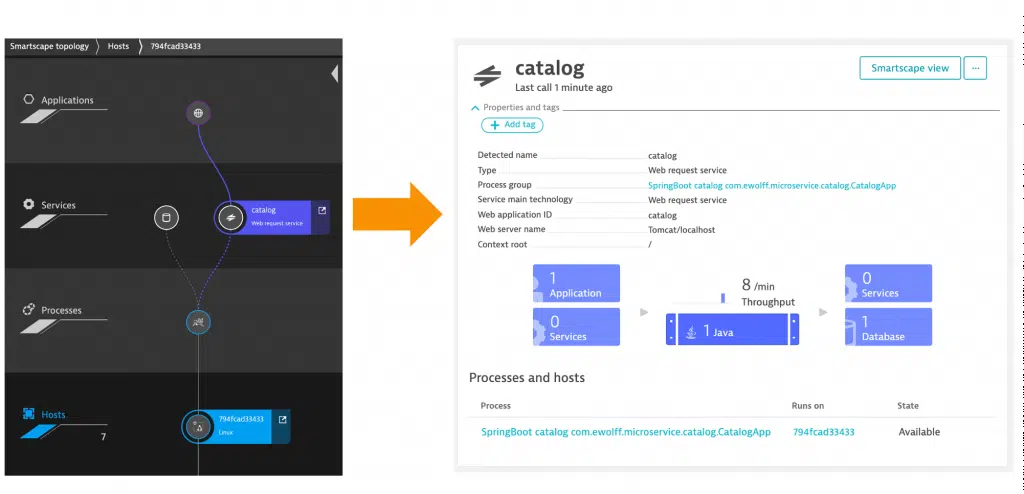 Smartscape topology Hosts 794fcad33433
Applications
Services
catalog
Web request service
Processes
Hosts
7
794fcad33433
Linux
catalog
Last call 1 minute ago
Smartscape view ...
Properties and tags
+ Add tag
Detected name catalog
Type Web request service
Process group SpringBoot catalog com.ewolff.microservice.catalog.CatalogApp
Service main technology Web request service
Web application ID catalog
Web server name Tomcat/localhost
Context root /
1
Application
0
Services
8 /min
Throughput
1 Java
0
Services
1
Database
Processes and hosts
Process Runs on State
SpringBoot catalog com.ewolff.microservice.catalog.CatalogApp 794fcad33433 Available